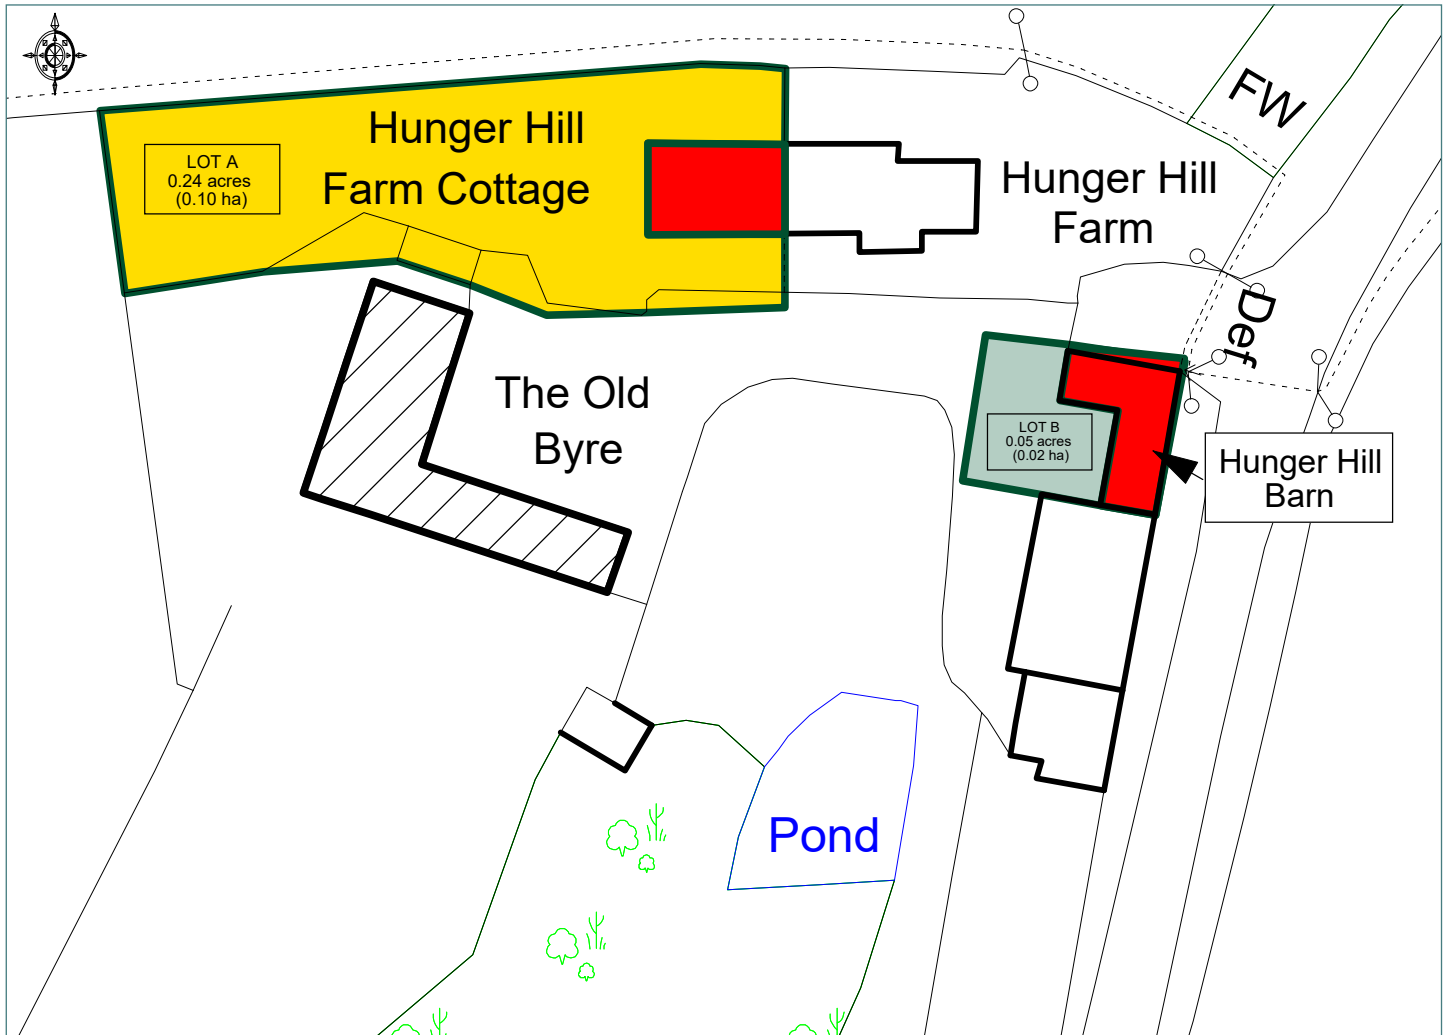 Hunger Hill
Farm Cottage
LOT A
0.24 acres
(0.10 ha)
Hunger Hill
Farm
FW
Def
The Old
Byre
LOT B
0.05 acres
(0.02 ha)
Hunger Hill
Barn
Pond